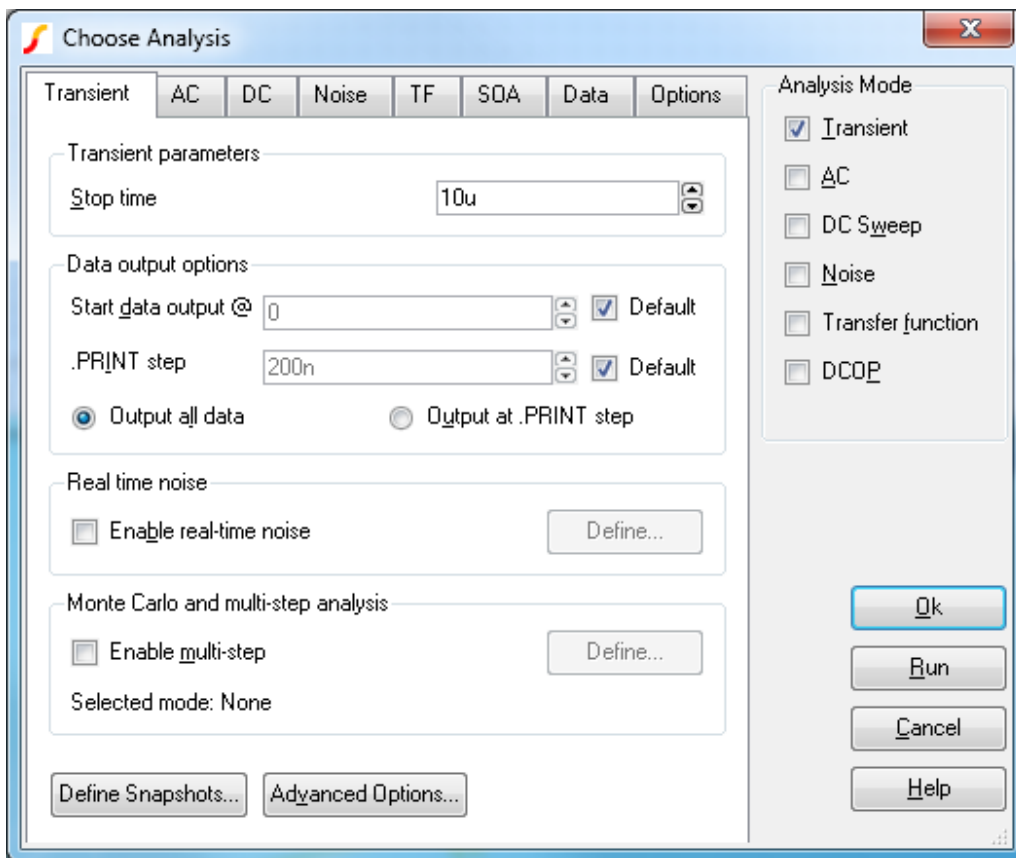 Choose Analysis
Transient AC DC Noise TF SOA Data Options
Transient parameters
Stop time 10u
Data output options
Start data output @ 0 Default
.PRINT step 200n Default
Output all data Output at .PRINT step
Real time noise
Enable real-time noise Define...
Monte Carlo and multi-step analysis
Enable multi-step Define...
Selected mode: None
Define Snapshots... Advanced Options...
Analysis Mode
Transient
AC
DC Sweep
Noise
Transfer function
DCOP
Ok
Run
Cancel
Help